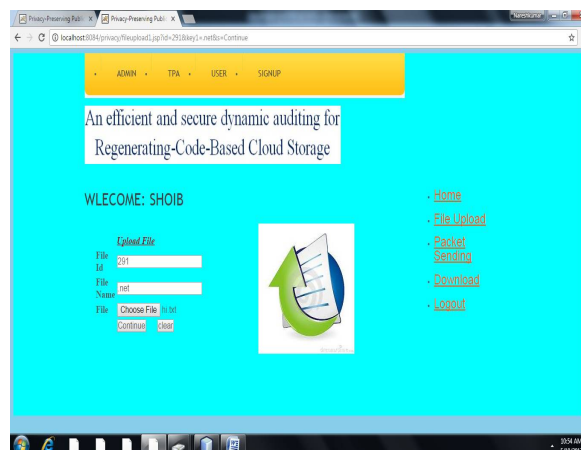 Privacy-Preserving Publi x
Privacy-Preserving Publi x
Nareshkumar
localhost:8084/privacy/fileupload1.jsp?id=291&key1=.net&s=Continue
ADMIN
TPA
USER
SIGNUP
An efficient and secure dynamic auditing for
Regenerating-Code-Based Cloud Storage
WLECOME: SHOIB
Upload File
File Id 291
File Name net
File Choose File hi.txt
Continue clear
Home
File Upload
Packet
Sending
Download
Logout
10:54 AM